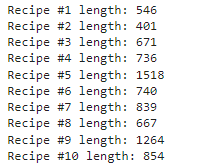 Recipe #1 length: 546
Recipe #2 length: 401
Recipe #3 length: 671
Recipe #4 length: 736
Recipe #5 length: 1518
Recipe #6 length: 740
Recipe #7 length: 839
Recipe #8 length: 667
Recipe #9 length: 1264
Recipe #10 length: 854